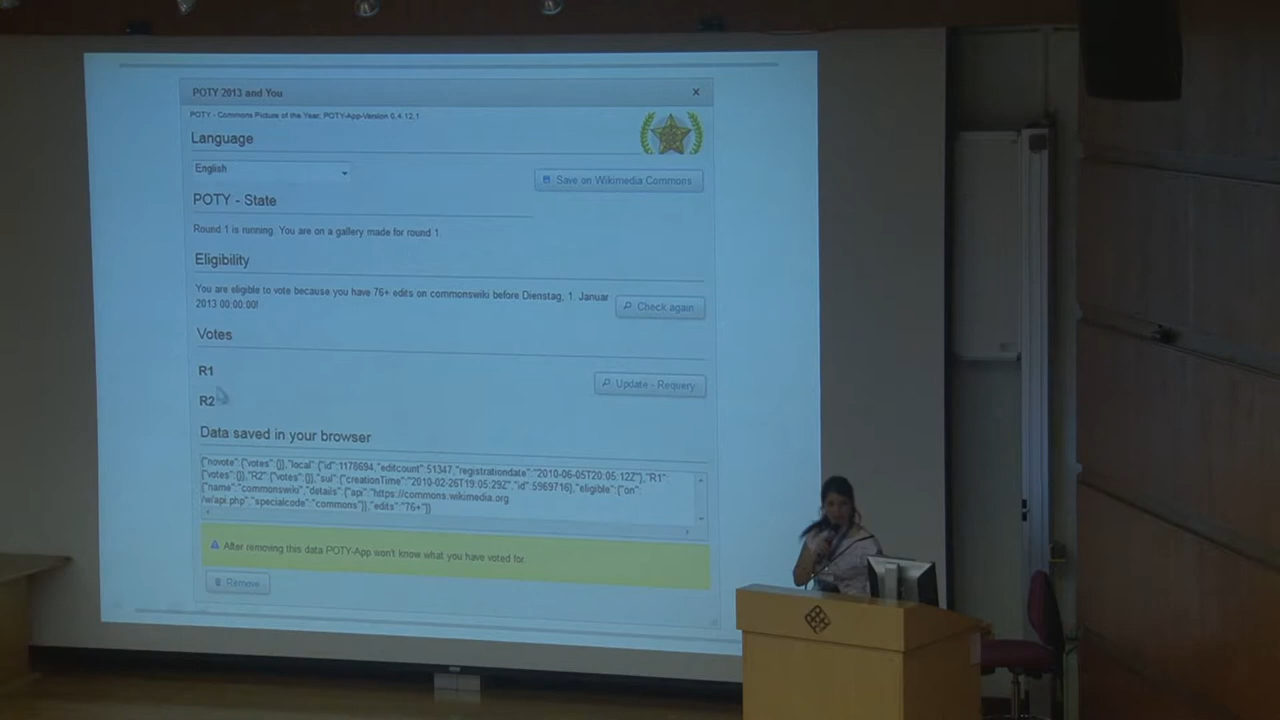 POTY 2013 and You
POTY - Commons Picture of the Year, POTY-App-Version 0.4.12.1
Language
English
Save on Wikimedia Commons
POTY - State
Round 1 is running. You are on a gallery made for round 1.
Eligibility
You are eligible to vote because you have 76+ edits on commonswiki before Dienstag, 1. Januar
2013 00:00:00!
Check again
Votes
R1
Update - Requery
R2
Data saved in your browser
{"novote":{"votes":{}},"local":{"id":1178694,"editcount":51347,"registrationdate":"2010-06-05T20:05:12Z"},"R1":
{"votes":{}},"R2":{"votes":{}},"sul":{"creationTime":"2010-02-26T19:05:29Z","id":5969716},"eligible":{"on":
{"name":"commonswiki","details":{"api":"https://commons.wikimedia.org
/w/api.php","specialcode":"commons"}},"edits":"76+"}}
After removing this data POTY-App won't know what you have voted for.
Remove